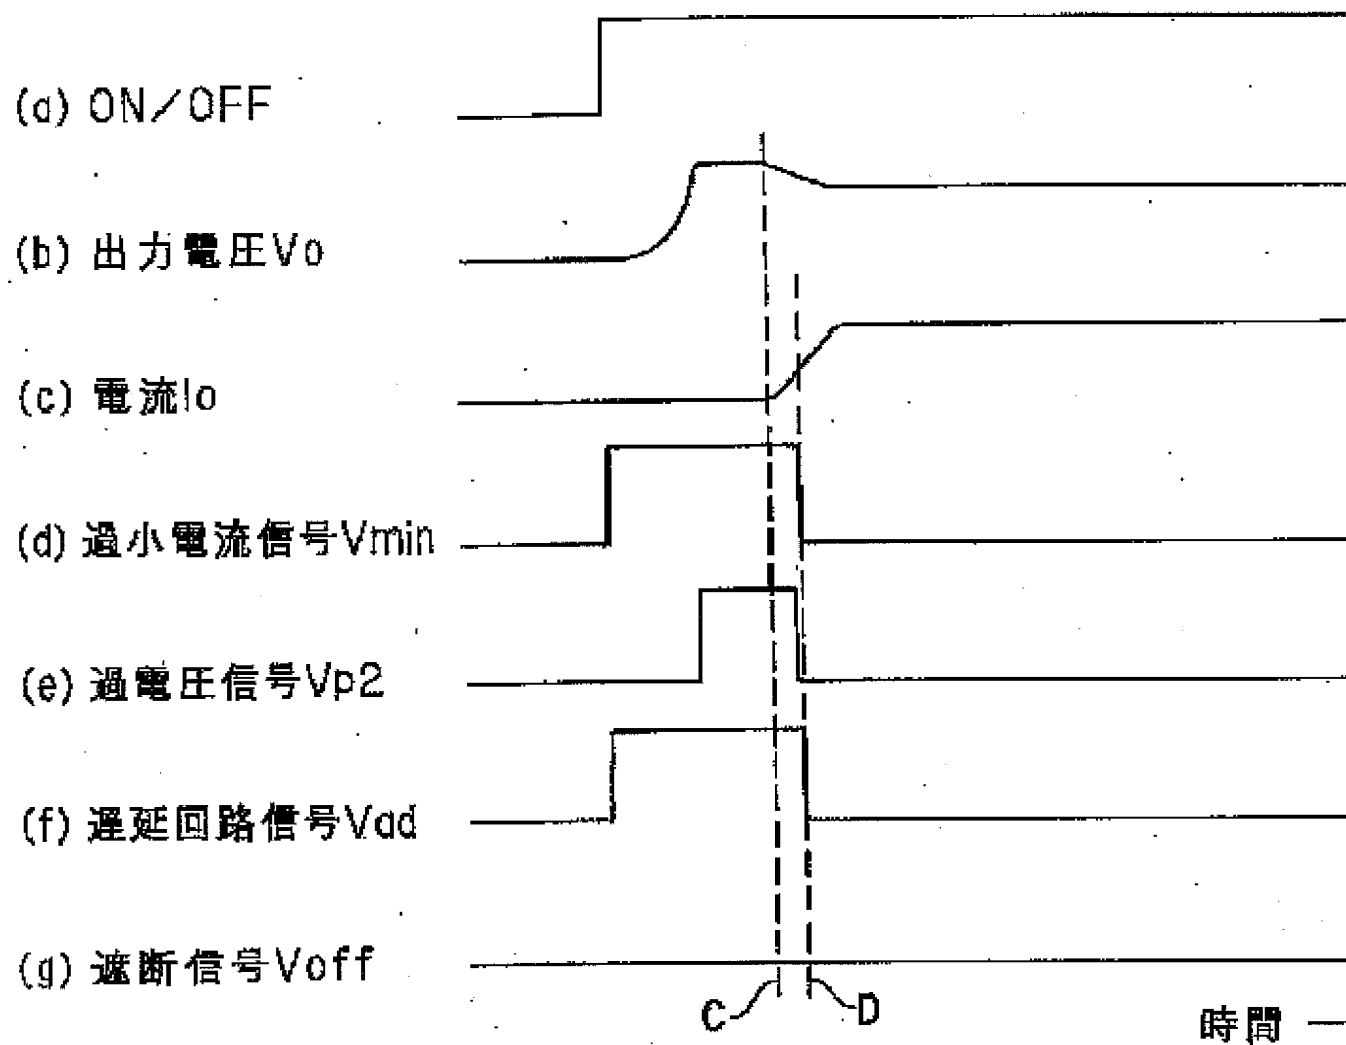 (a) ON/OFF
(b) 出力電圧Vo
(c) 電流Io
(d) 過小電流信号Vmin
(e) 過電圧信号Vp2
(f) 遅延回路信号Vad
(g) 遮断信号Voff
C
D
時間